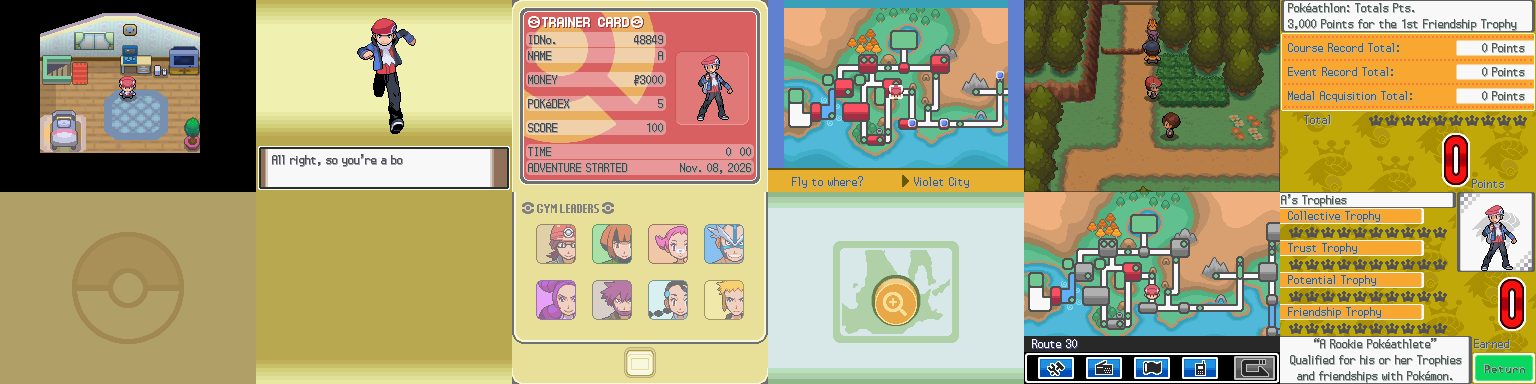 All right, so you're a bo
TRAINER CARD
IDNo. 48849
NAME A
MONEY ₽3000
POKéDEX 5
SCORE 100
TIME 0 00
ADVENTURE STARTED Nov. 08, 2026
GYM LEADERS
Fly to where? Violet City
Route 30
Pokéathlon: Totals Pts.
3,000 Points for the 1st Friendship Trophy
Course Record Total: 0 Points
Event Record Total: 0 Points
Medal Acquisition Total: 0 Points
Total
0
Points
A's Trophies
Collective Trophy
Trust Trophy
Potential Trophy
Friendship Trophy
0
Earned
"A Rookie Pokéathlete"
Qualified for his or her Trophies
and friendships with Pokémon.
Return